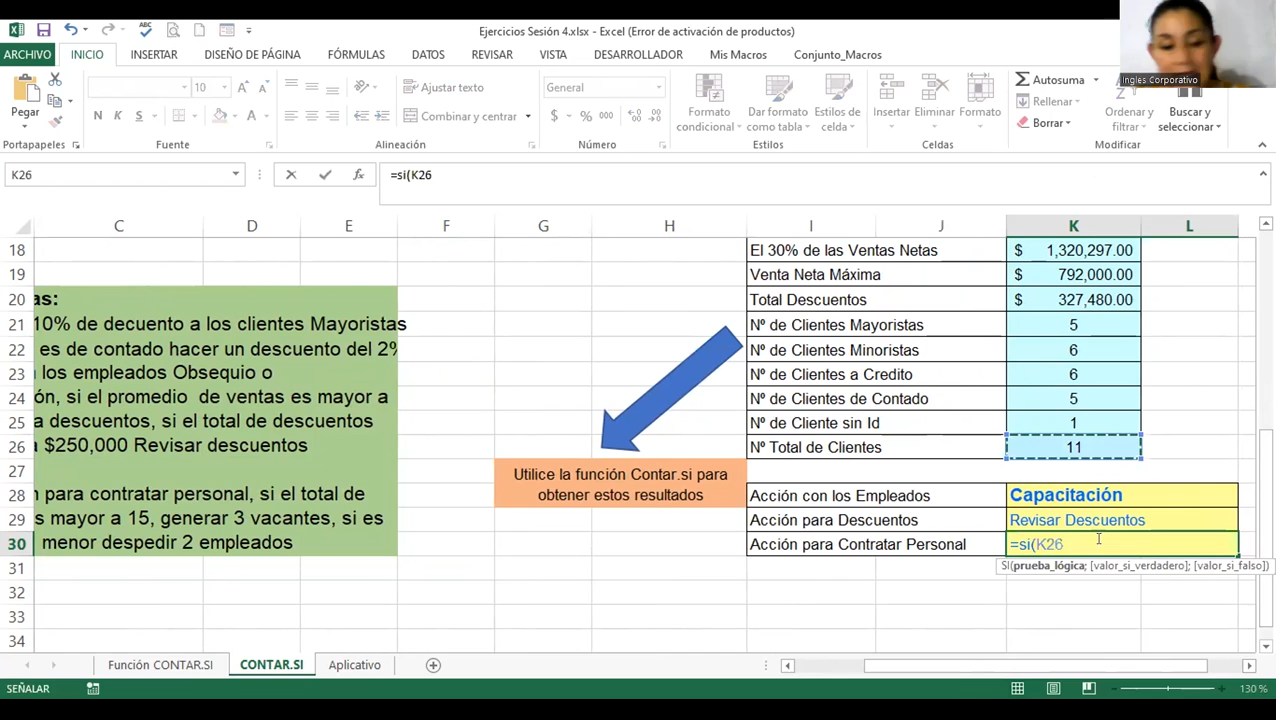 Ejercicios Sesión 4.xlsx - Excel (Error de activación de productos)
Ingles Corporativo
ARCHIVO INICIO INSERTAR DISEÑO DE PÁGINA FÓRMULAS DATOS REVISAR VISTA DESARROLLADOR Mis Macros Conjunto_Macros
Pegar
N K S
10
Ajustar texto
Combinar y centrar
General
$ % 000
Dar formato condicional
Dar formato como tabla
Estilos de celda
Insertar
Eliminar
Formato
Autosuma
Rellenar
Borrar
Ordenar y filtrar
Buscar y seleccionar
Portapapeles Fuente Alineación Número Estilos Celdas Modificar
K26 =si(K26
C D E F G H I J K L
18 El 30% de las Ventas Netas $ 1,320,297.00
19 Venta Neta Máxima $ 792,000.00
20 as: Total Descuentos $ 327,480.00
21 10% de decuento a los clientes Mayoristas Nº de Clientes Mayoristas 5
22 es de contado hacer un descuento del 2% Nº de Clientes Minoristas 6
23 los empleados Obsequio o Nº de Clientes a Credito 6
24 ón, si el promedio de ventas es mayor a Nº de Clientes de Contado 5
25 descuentos, si el total de descuentos Nº de Cliente sin Id 1
26 $250,000 Revisar descuentos Nº Total de Clientes 11
27 Utilice la función Contar.si para
28 para contratar personal, si el total de obtener estos resultados Acción con los Empleados Capacitación
29 s mayor a 15, generar 3 vacantes, si es Acción para Descuentos Revisar Descuentos
30 menor despedir 2 empleados Acción para Contratar Personal =si(K26
31 SI(prueba_lógica; [valor_si_verdadero]; [valor_si_falso])
32
33
34
Función CONTAR.SI CONTAR.SI Aplicativo
SEÑALAR 130 %